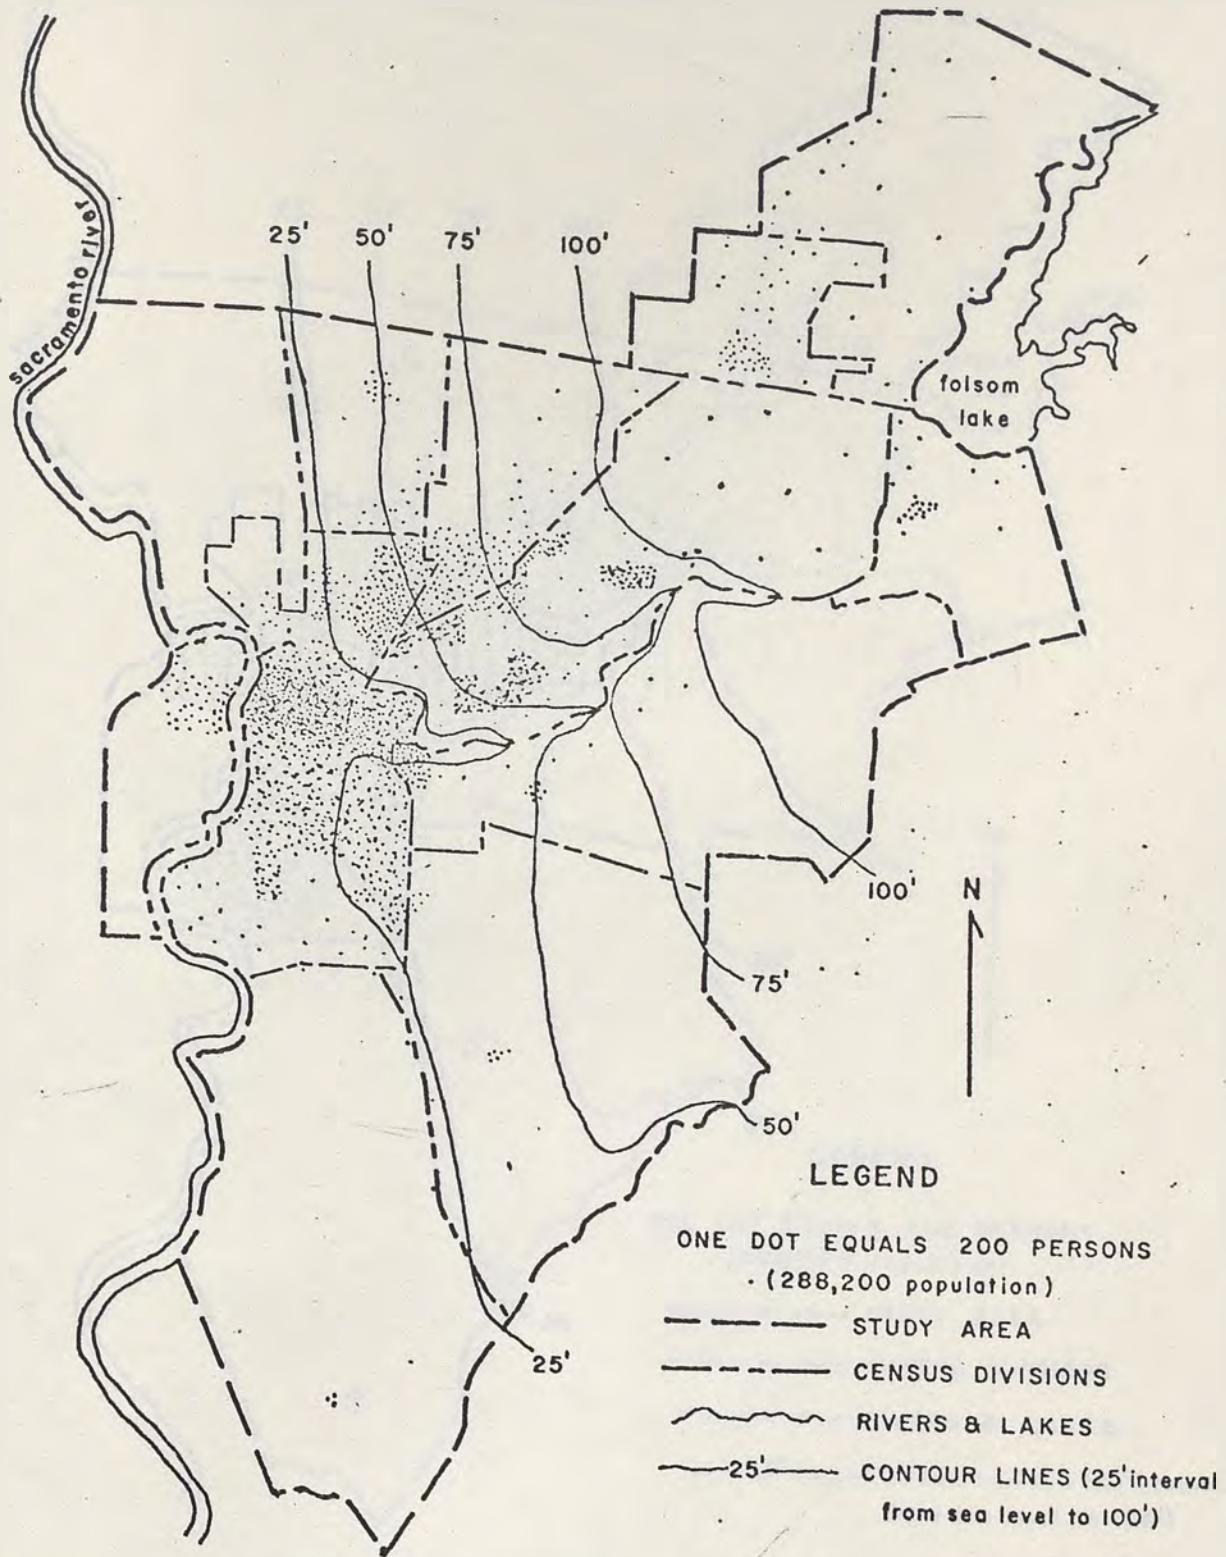 25' 50' 75' 100'
sacramento river
folsom
lake
100'
N
75'
50'
25'
LEGEND
ONE DOT EQUALS 200 PERSONS
(288,200 population)
STUDY AREA
CENSUS DIVISIONS
RIVERS & LAKES
25' CONTOUR LINES (25' interval
from sea level to 100')